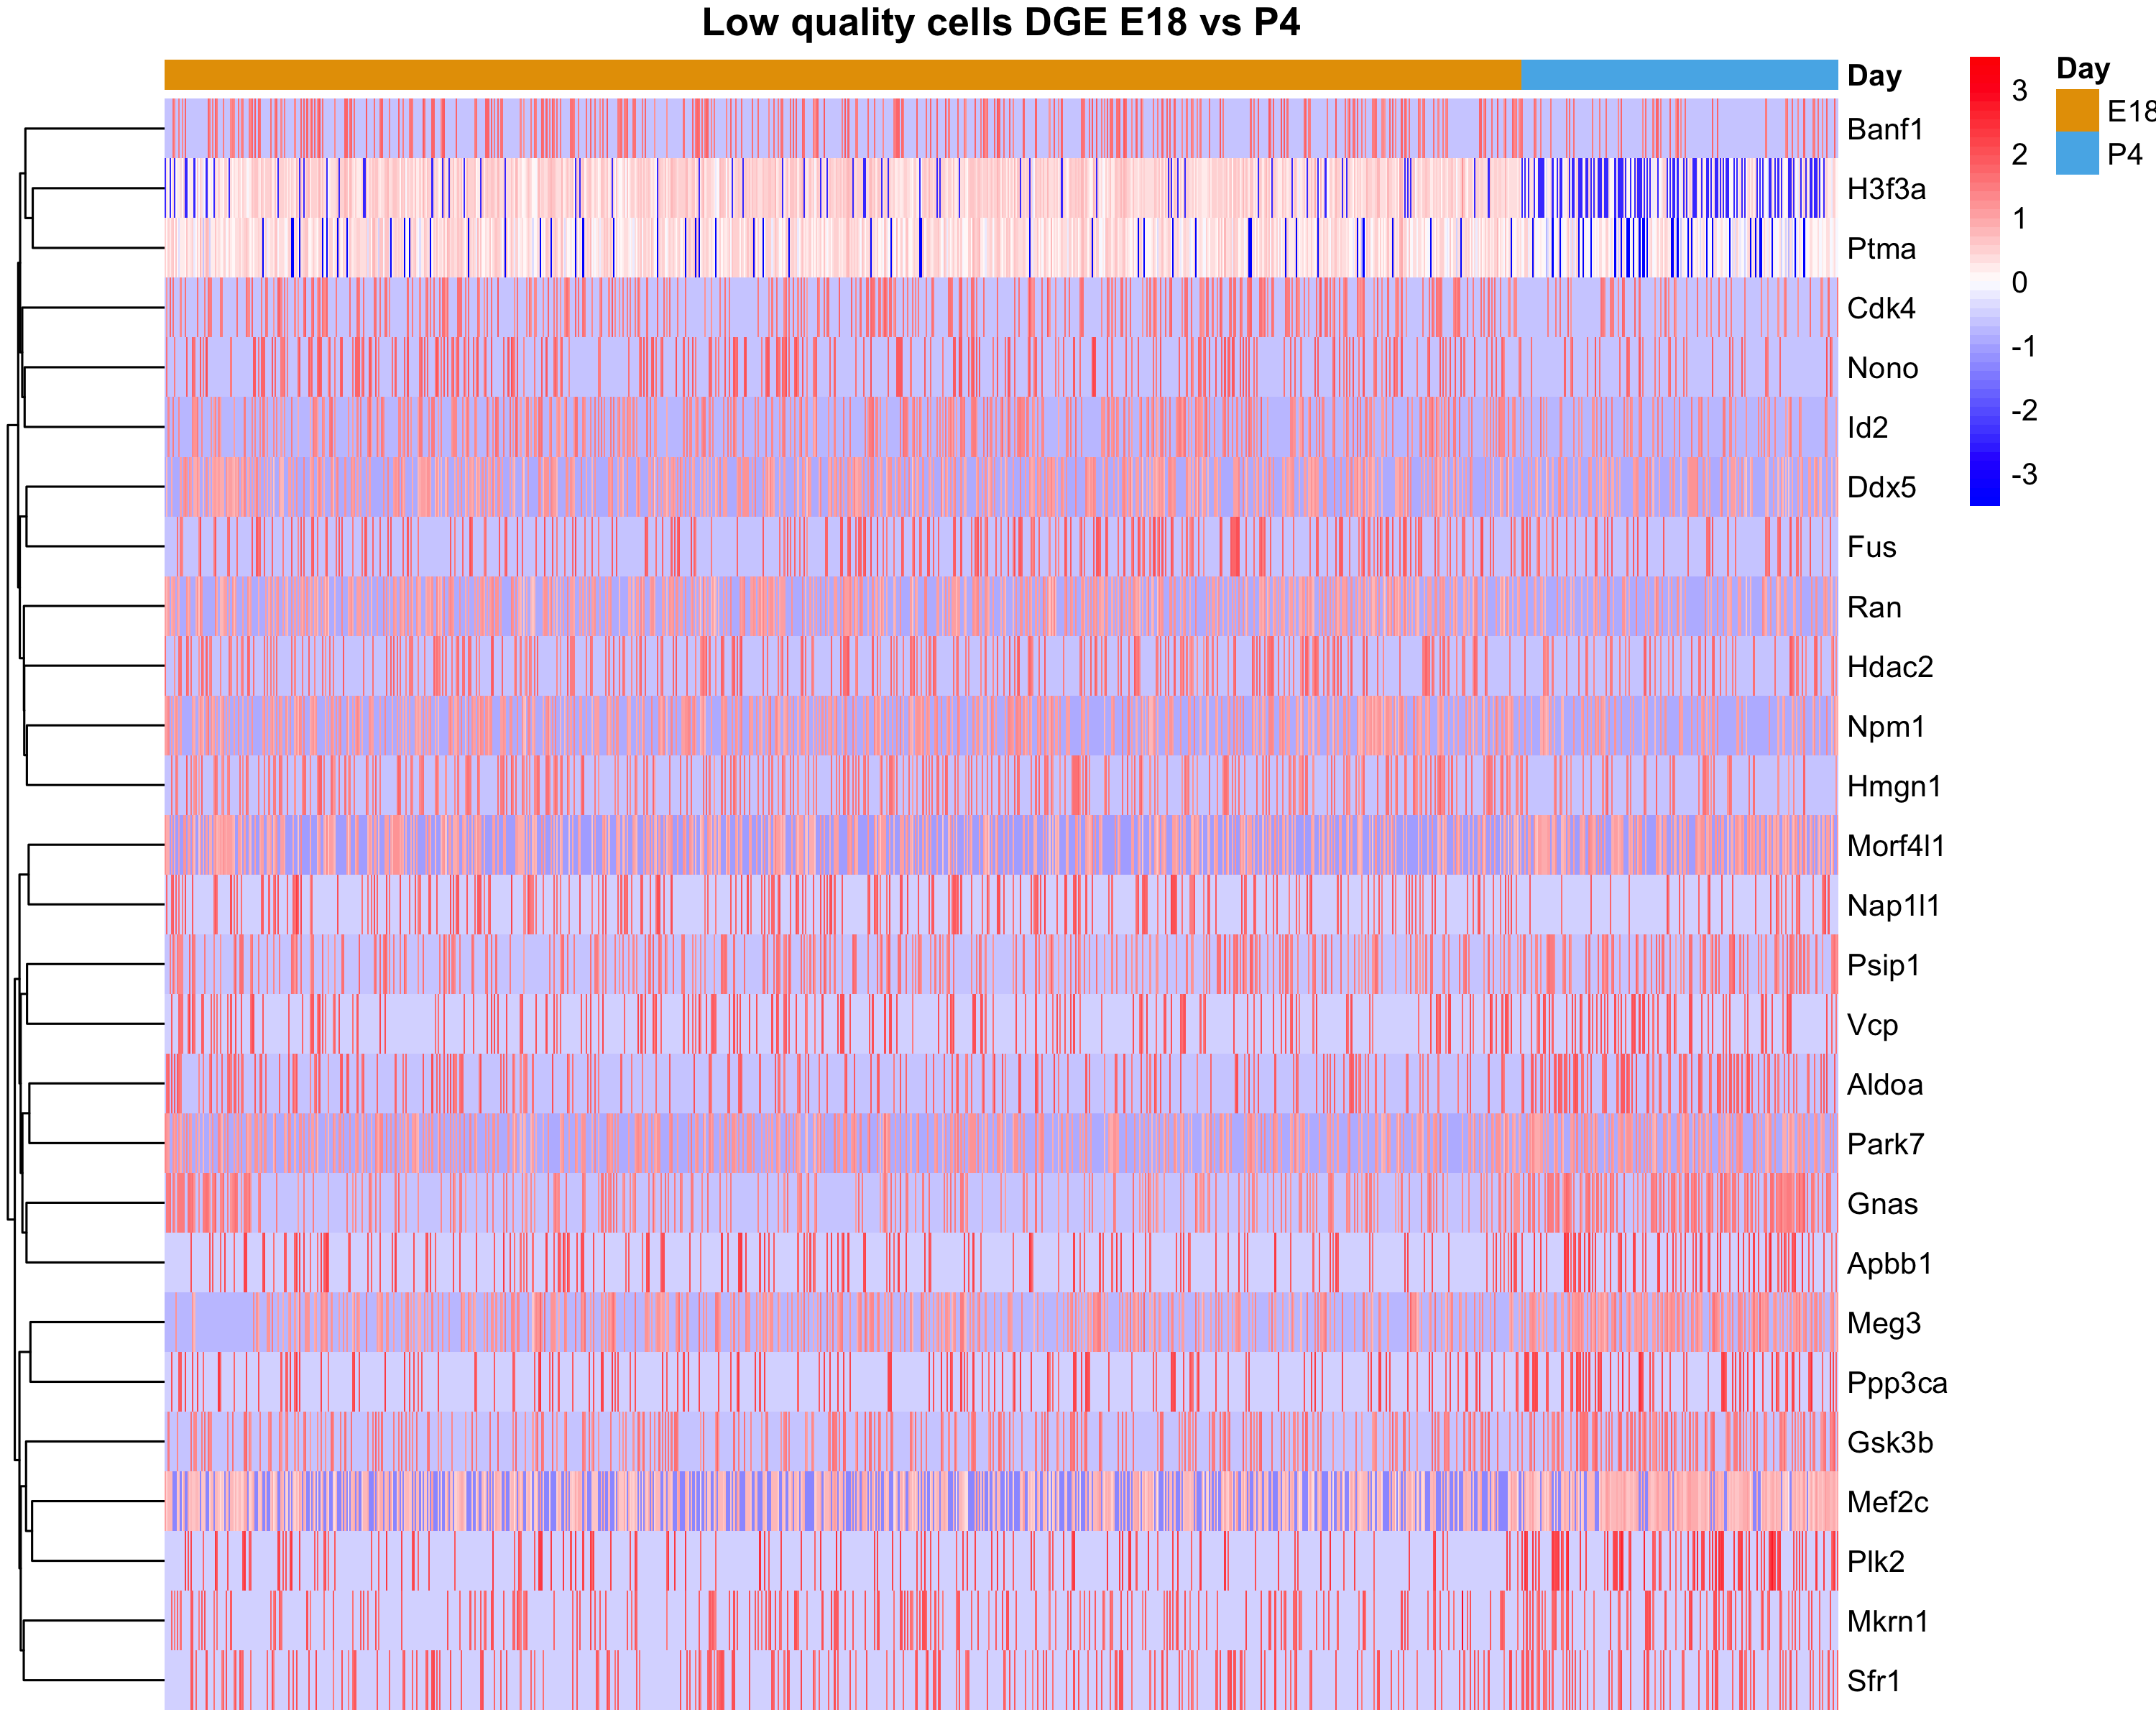 Low quality cells DGE E18 vs P4
Day
Banf1
H3f3a
Ptma
Cdk4
Nono
Id2
Ddx5
Fus
Ran
Hdac2
Npm1
Hmgn1
Morf4l1
Nap1l1
Psip1
Vcp
Aldoa
Park7
Gnas
Apbb1
Meg3
Ppp3ca
Gsk3b
Mef2c
Plk2
Mkrn1
Sfr1
3
2
1
0
-1
-2
-3
Day
E18
P4